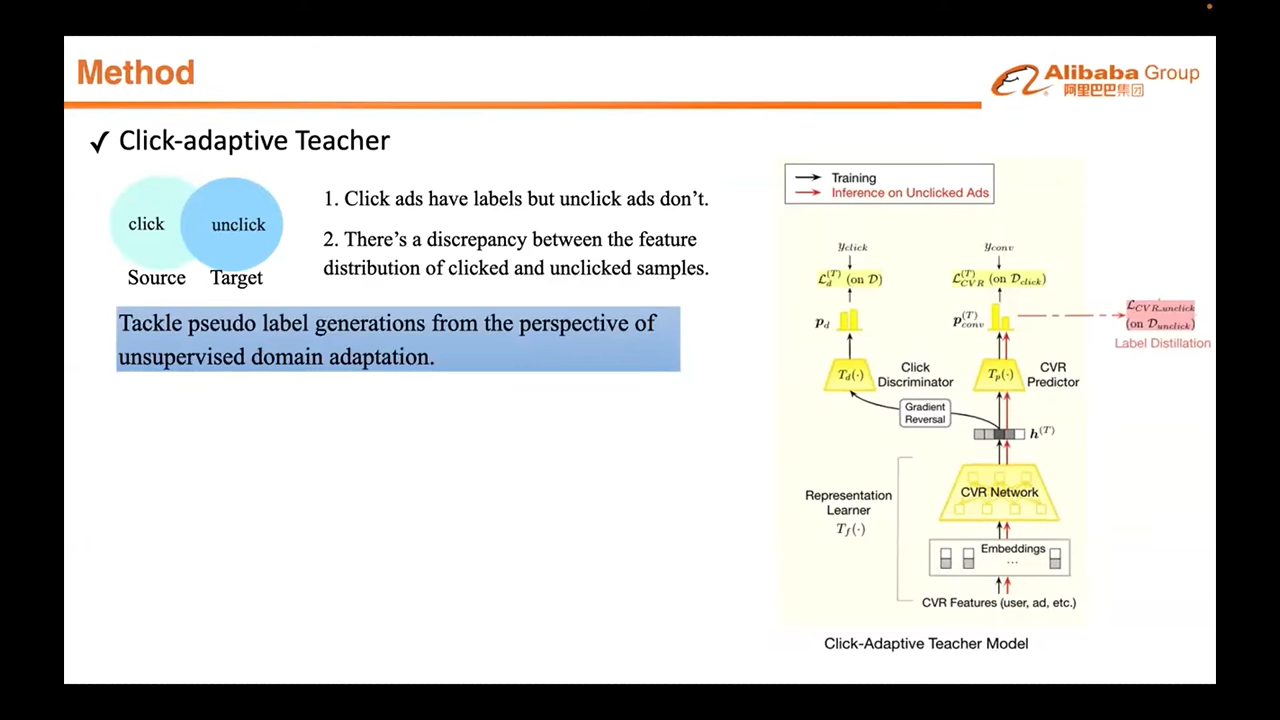 Method
Alibaba Group
阿里巴巴集团
✓ Click-adaptive Teacher
click
unclick
Source
Target
1. Click ads have labels but unclick ads don't.
2. There's a discrepancy between the feature
distribution of clicked and unclicked samples.
Tackle pseudo label generations from the perspective of
unsupervised domain adaptation.
Training
Inference on Unclicked Ads
y_click
y_conv
L_d^(T) (on D)
L_CVR^(T) (on D_click)
L_CVR_unclick
(on D_unclick)
Label Distillation
p_d
p_conv^(T)
T_d(·)
Click
Discriminator
T_p(·)
CVR
Predictor
Gradient
Reversal
h^(T)
CVR Network
Representation
Learner
T_f(·)
Embeddings
...
CVR Features (user, ad, etc.)
Click-Adaptive Teacher Model